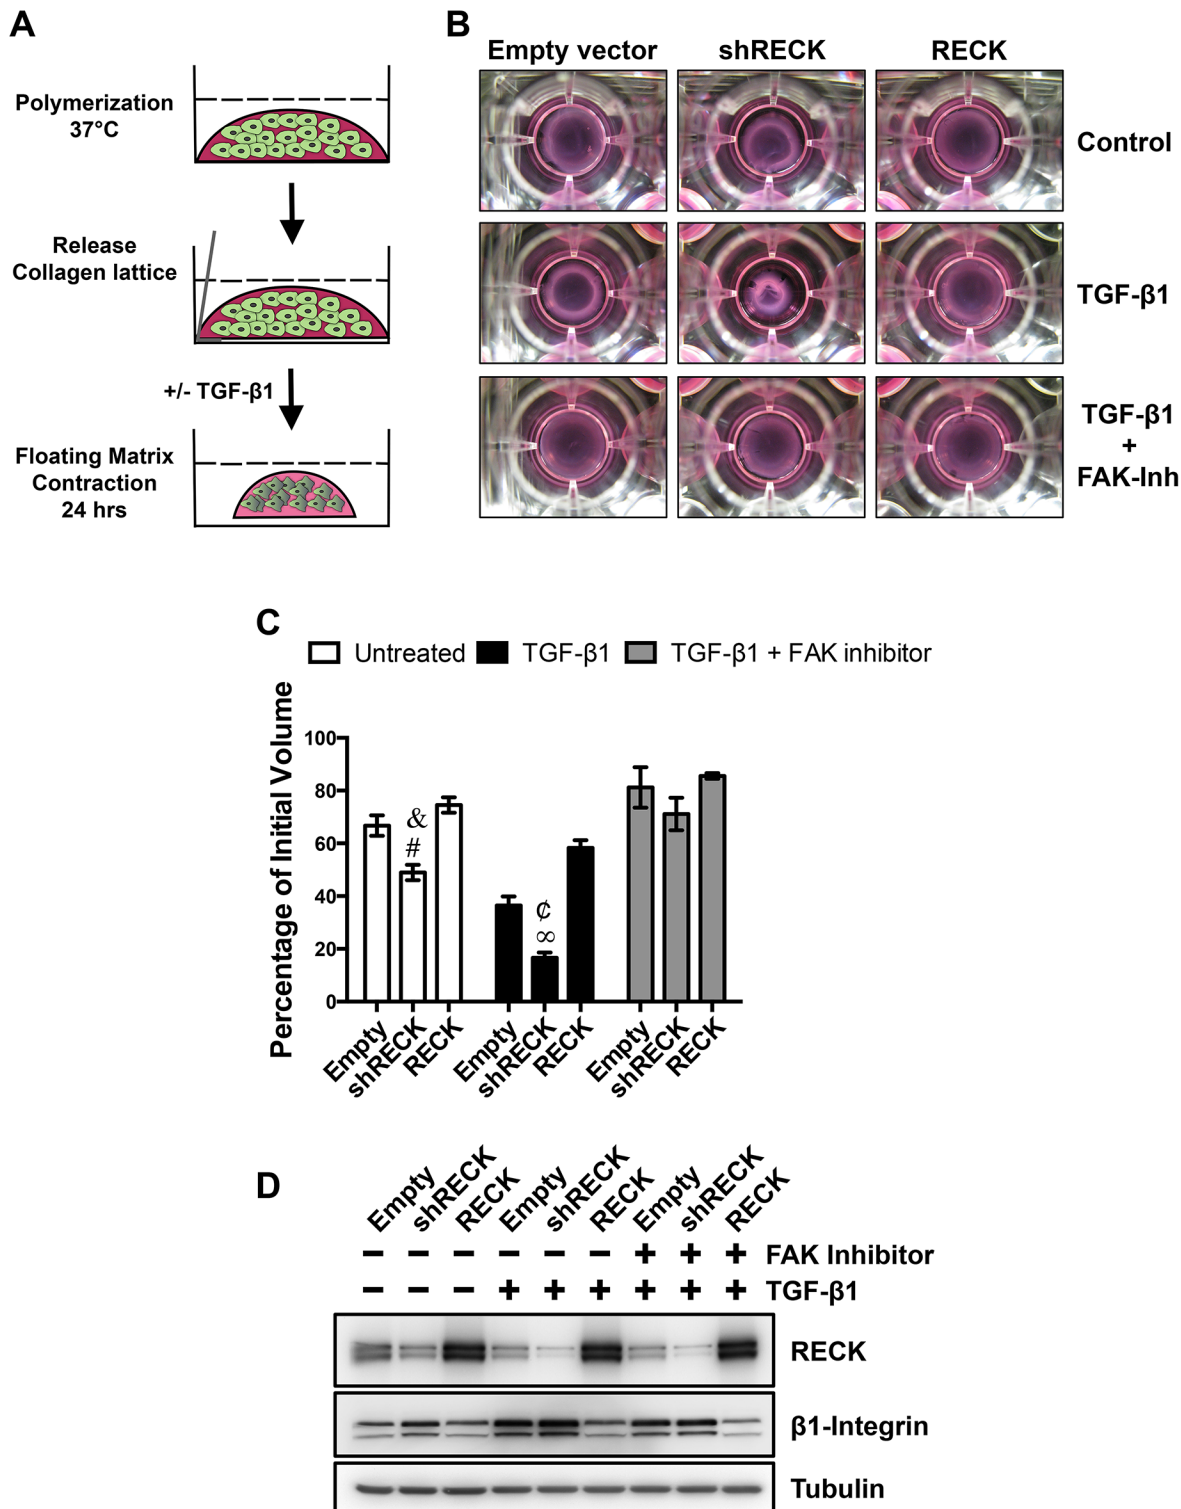 A
Polymerization
37°C
Release
Collagen lattice
+/- TGF-β1
Floating Matrix
Contraction
24 hrs
B
Empty vector shRECK RECK
Control
TGF-β1
TGF-β1
+
FAK-Inh
C
Untreated TGF-β1 TGF-β1 + FAK inhibitor
Percentage of Initial Volume
100
80
60
40
20
0
&
#
¢
∞
Empty shRECK RECK Empty shRECK RECK Empty shRECK RECK
D
Empty shRECK RECK Empty shRECK RECK Empty shRECK RECK
− − − − − − + + + FAK Inhibitor
− − − + + + + + + TGF-β1
RECK
β1-Integrin
Tubulin